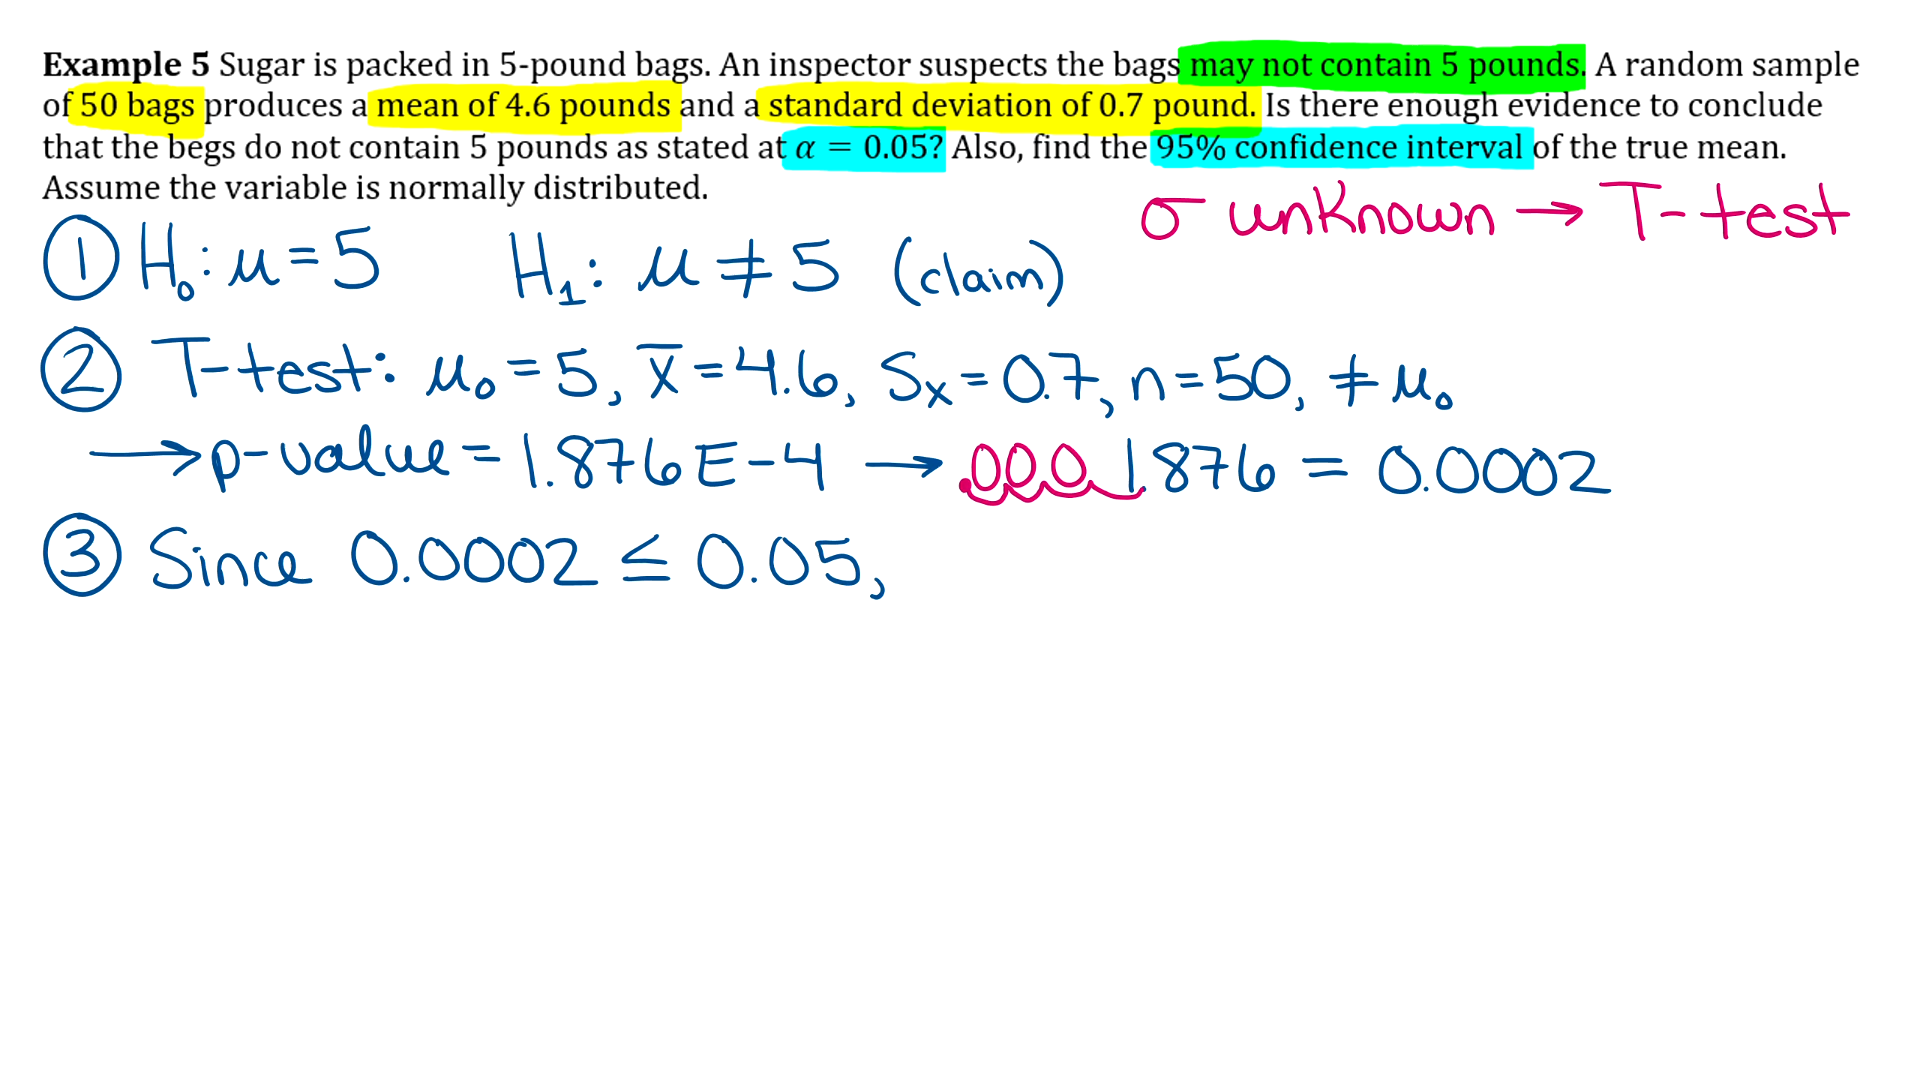 Example 5 Sugar is packed in 5-pound bags. An inspector suspects the bags may not contain 5 pounds. A random sample
of 50 bags produces a mean of 4.6 pounds and a standard deviation of 0.7 pound. Is there enough evidence to conclude
that the begs do not contain 5 pounds as stated at α = 0.05? Also, find the 95% confidence interval of the true mean.
Assume the variable is normally distributed.
σ unknown → T-test
① H₀: μ = 5 H₁: μ ≠ 5 (claim)
② T-test: μ₀ = 5, x̄ = 4.6, Sx = 0.7, n = 50, ≠ μ₀
→ p-value = 1.876E-4 → .0001.876 = 0.0002
③ Since 0.0002 ≤ 0.05,